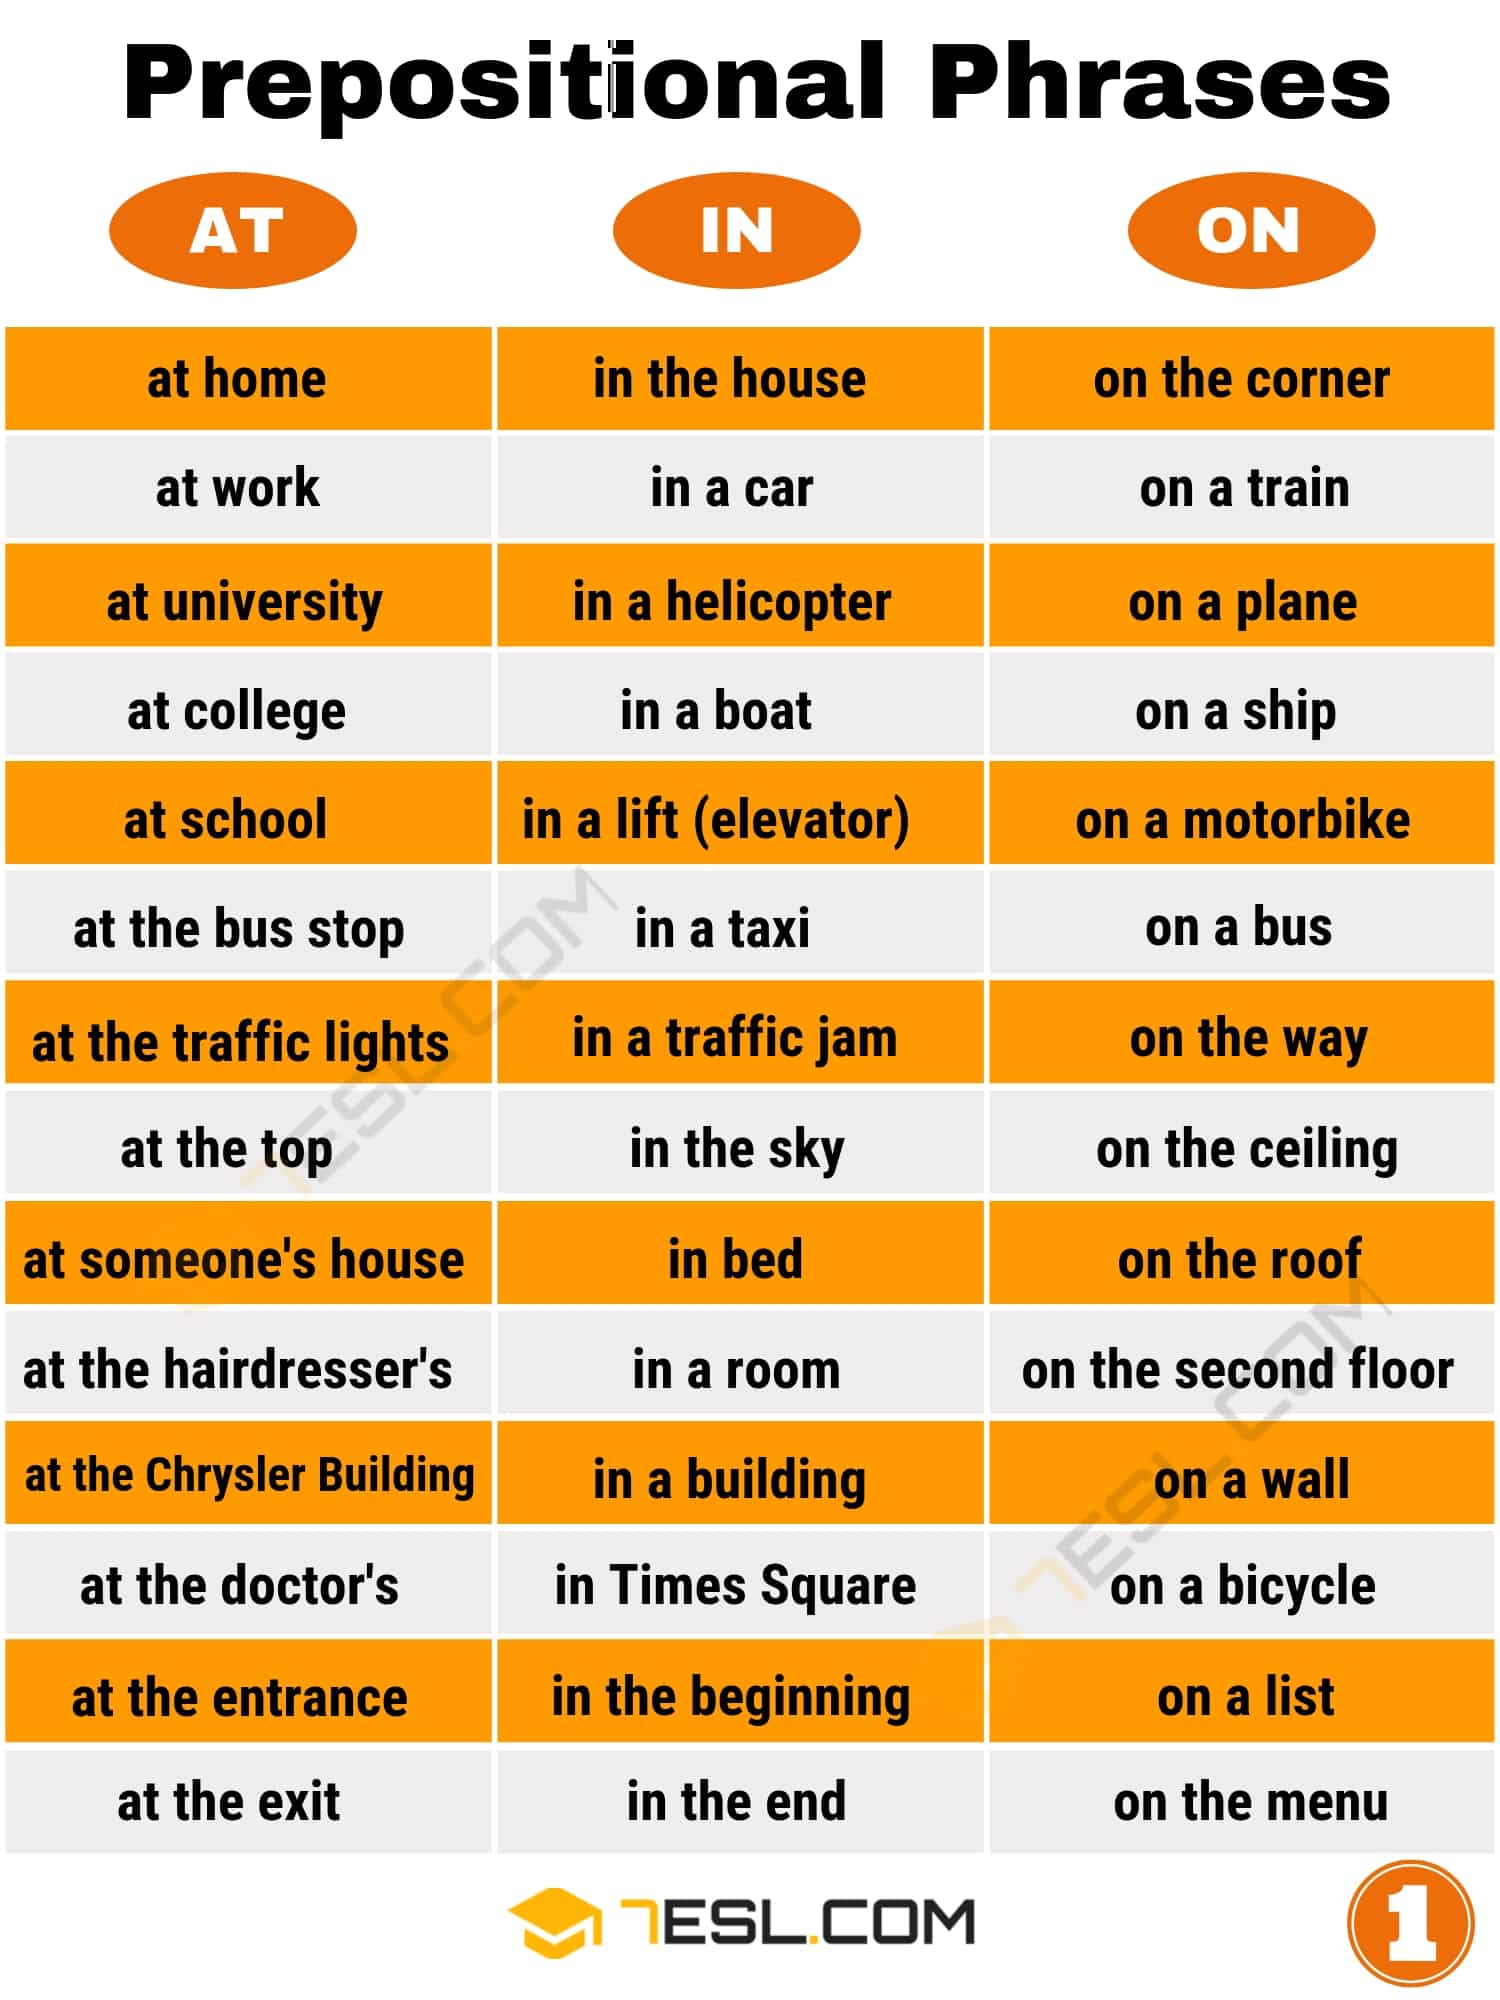 Prepositional Phrases
AT IN ON
at home in the house on the corner
at work in a car on a train
at university in a helicopter on a plane
at college in a boat on a ship
at school in a lift (elevator) on a motorbike
at the bus stop in a taxi on a bus
at the traffic lights in a traffic jam on the way
at the top in the sky on the ceiling
at someone's house in bed on the roof
at the hairdresser's in a room on the second floor
at the Chrysler Building in a building on a wall
at the doctor's in Times Square on a bicycle
at the entrance in the beginning on a list
at the exit in the end on the menu
7ESL.COM
7ESL.COM
7ESL.COM
1